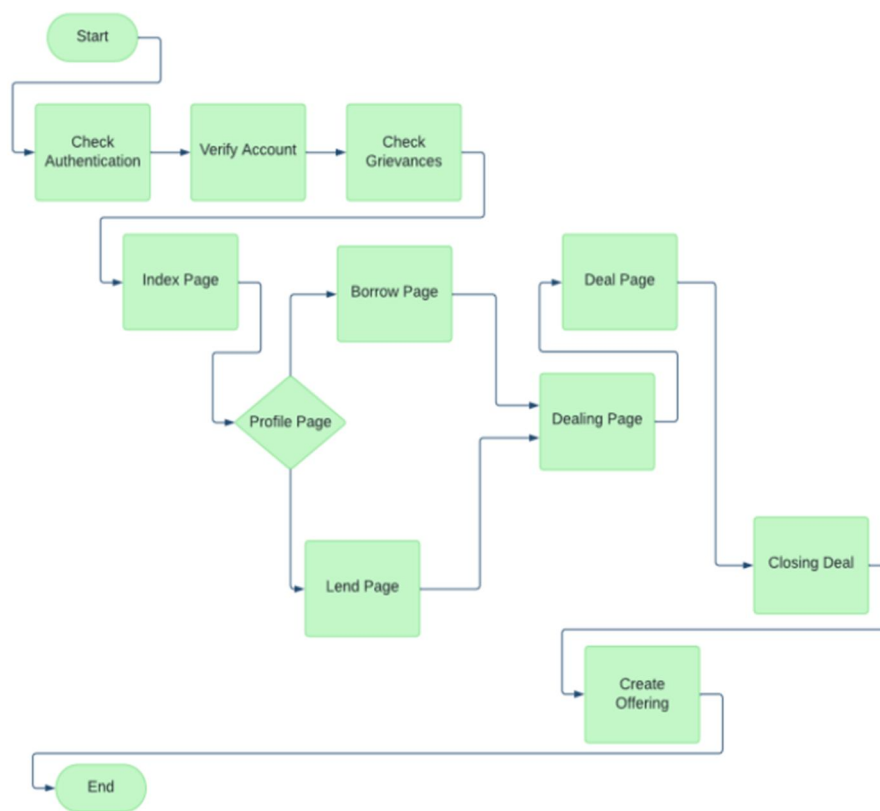 Start
Check
Authentication
Verify Account
Check
Grievances
Index Page
Borrow Page
Deal Page
Profile Page
Dealing Page
Lend Page
Closing Deal
Create
Offering
End